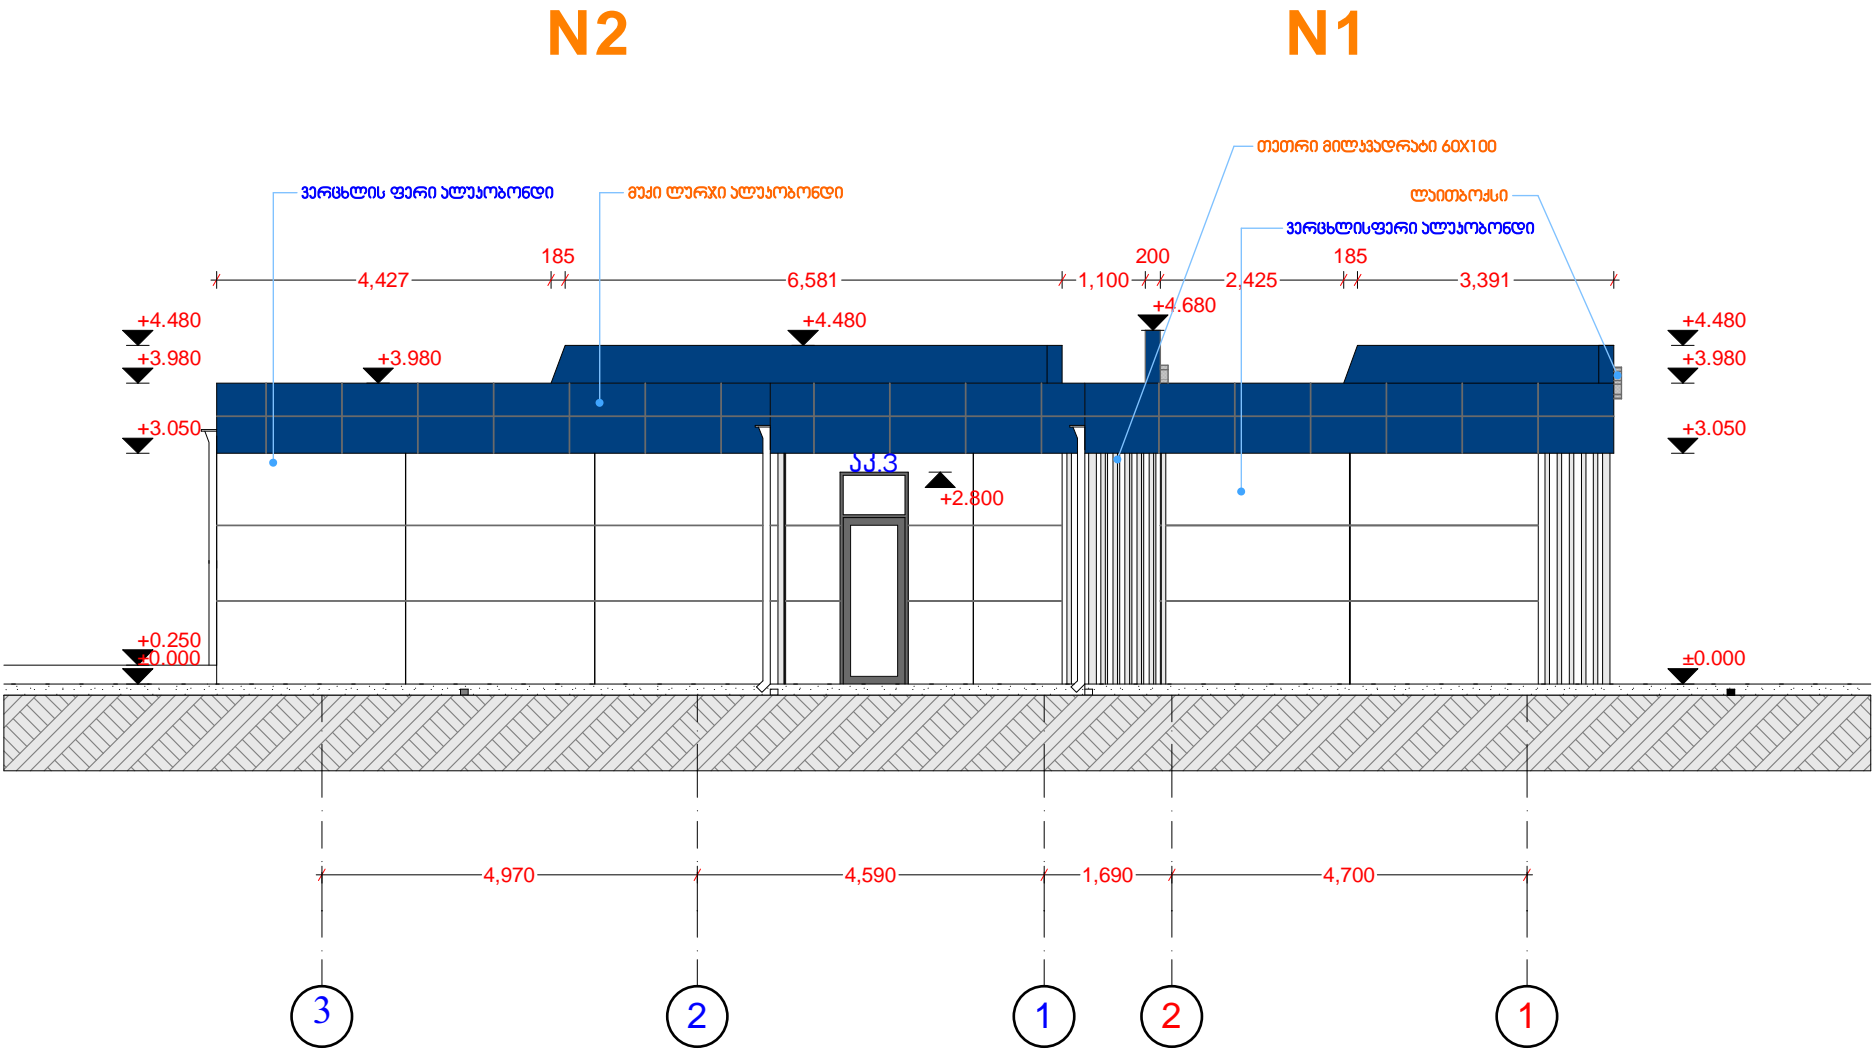 N2 N1
თეთრი მილკვადრატი 60X100
ვერცხლის ფერი ალუკობონდი მუქი ლურჯი ალუკობონდი ლაითბოქსი
ვერცხლისფერი ალუკობონდი
185 200 185
4,427 6,581 1,100 2,425 3,391
+4.680
+4.480 +4.480 +4.480
+3.980 +3.980 +3.980
+3.050 +3.050
აკ.3
+2.800
+0.250
±0.000 ±0.000
4,970 4,590 1,690 4,700
3 2 1 2 1